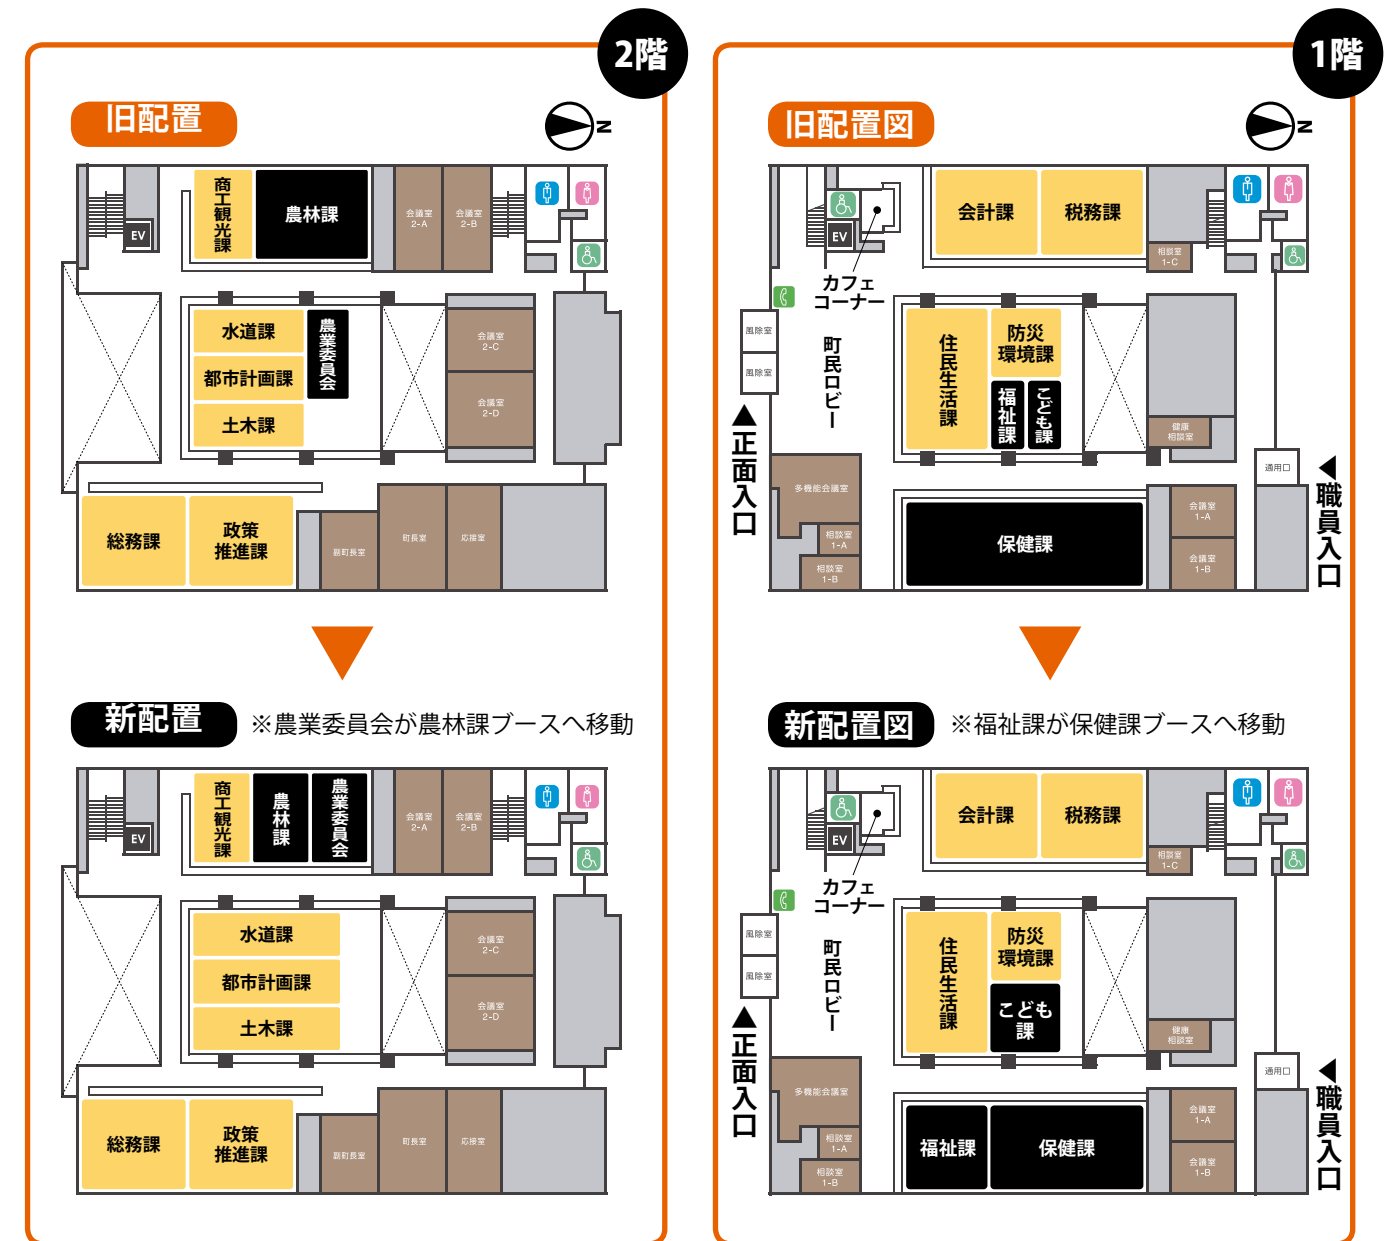 2階
旧配置
N
商工観光課
農林課
会議室
2-A
会議室
2-B
EV
水道課
農業委員会
都市計画課
土木課
会議室
2-C
会議室
2-D
総務課
政策
推進課
副町長室
町長室
応接室
新配置
※農業委員会が農林課ブースへ移動
商工観光課
農林課
農業委員会
会議室
2-A
会議室
2-B
EV
水道課
都市計画課
土木課
会議室
2-C
会議室
2-D
総務課
政策
推進課
副町長室
町長室
応接室
1階
旧配置図
N
会計課
税務課
相談室
1-C
EV
カフェ
コーナー
風除室
風除室
町民ロビー
▲正面入口
住民生活課
防災
環境課
福祉課
こども課
健康
相談室
通用口
◀職員入口
多機能会議室
相談室
1-A
相談室
1-B
保健課
会議室
1-A
会議室
1-B
新配置図
※福祉課が保健課ブースへ移動
会計課
税務課
相談室
1-C
EV
カフェ
コーナー
風除室
風除室
町民ロビー
▲正面入口
住民生活課
防災
環境課
こども
課
健康
相談室
通用口
◀職員入口
多機能会議室
相談室
1-A
相談室
1-B
福祉課
保健課
会議室
1-A
会議室
1-B